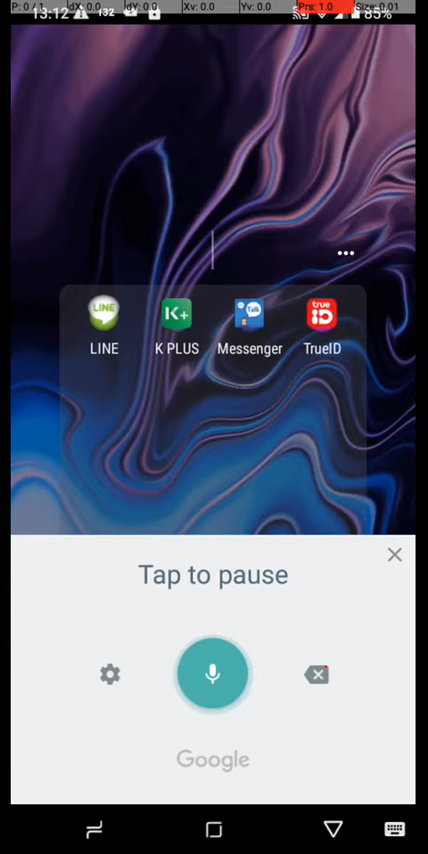 P: 0 / 1 dX: 0.0 dY: 0.0 Xv: 0.0 Yv: 0.0 Prs: 1.0 Size: 0.01
13:12 132 85%
LINE K PLUS Messenger TrueID
Tap to pause
Google